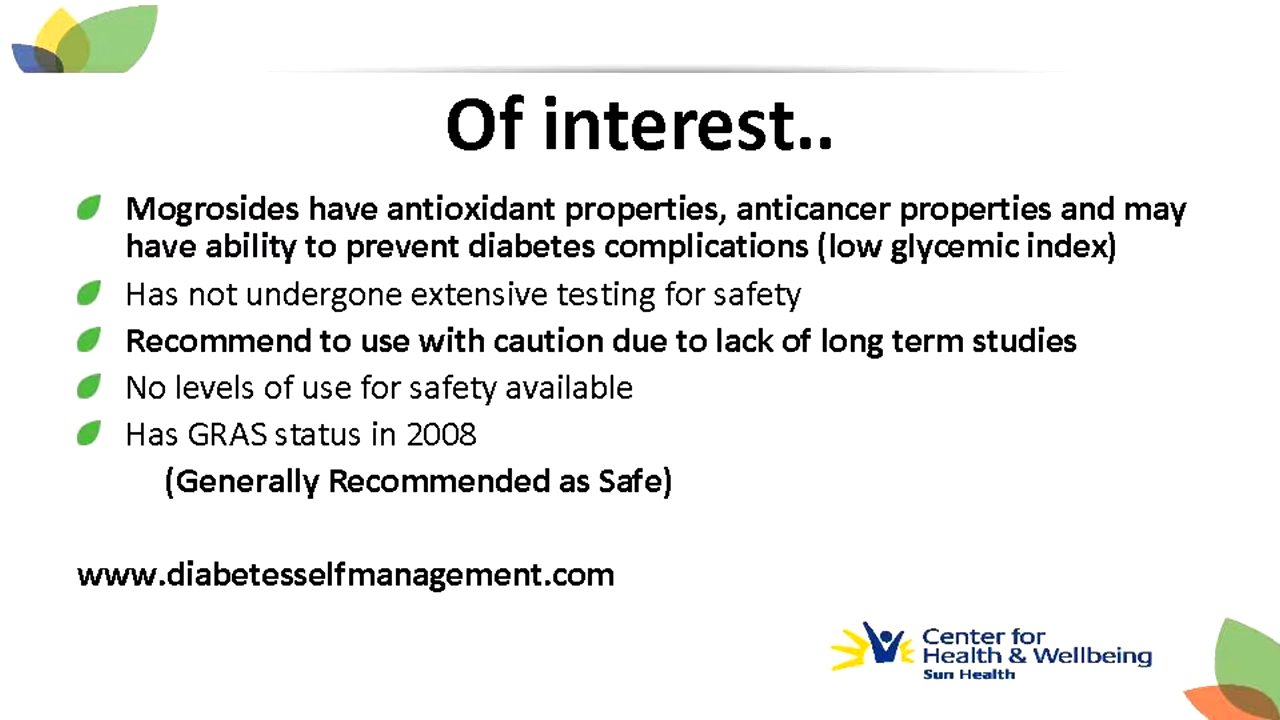 Of interest..
Mogrosides have antioxidant properties, anticancer properties and may
have ability to prevent diabetes complications (low glycemic index)
Has not undergone extensive testing for safety
Recommend to use with caution due to lack of long term studies
No levels of use for safety available
Has GRAS status in 2008
(Generally Recommended as Safe)
www.diabetesselfmanagement.com
Center for
Health & Wellbeing
Sun Health